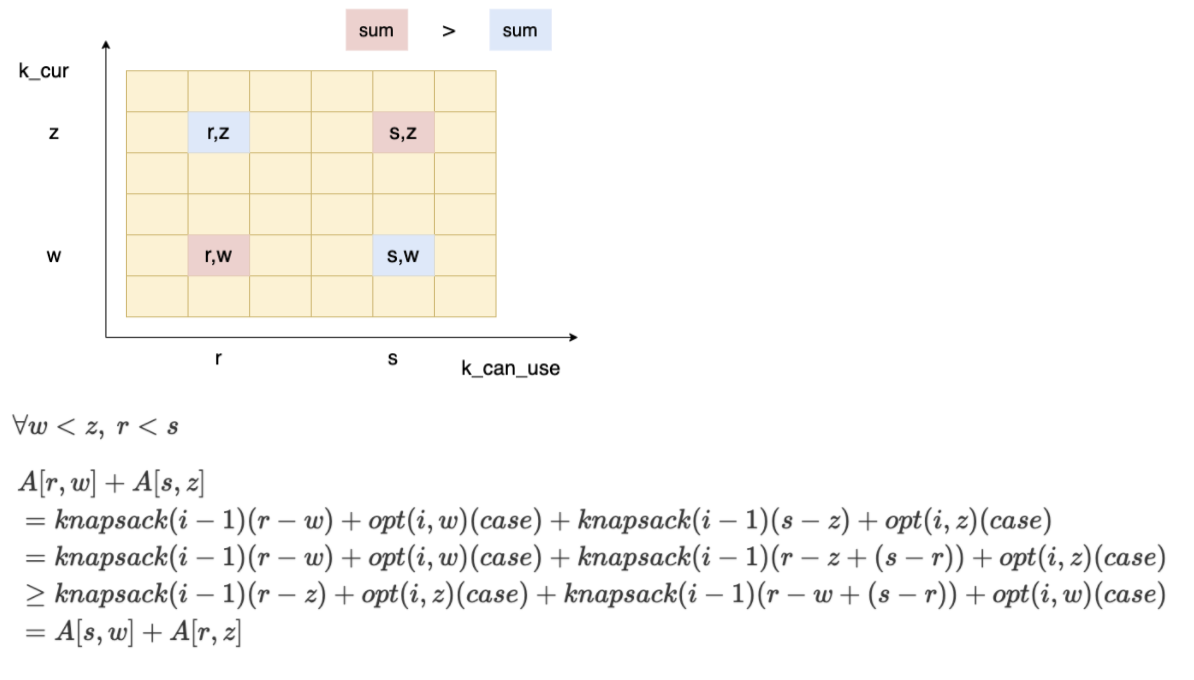 sum > sum
k_cur
z r,z s,z
w r,w s,w
r s
k_can_use
∀w < z, r < s
A[r, w] + A[s, z]
= knapsack(i − 1)(r − w) + opt(i, w)(case) + knapsack(i − 1)(s − z) + opt(i, z)(case)
= knapsack(i − 1)(r − w) + opt(i, w)(case) + knapsack(i − 1)(r − z + (s − r)) + opt(i, z)(case)
≥ knapsack(i − 1)(r − z) + opt(i, z)(case) + knapsack(i − 1)(r − w + (s − r)) + opt(i, w)(case)
= A[s, w] + A[r, z]